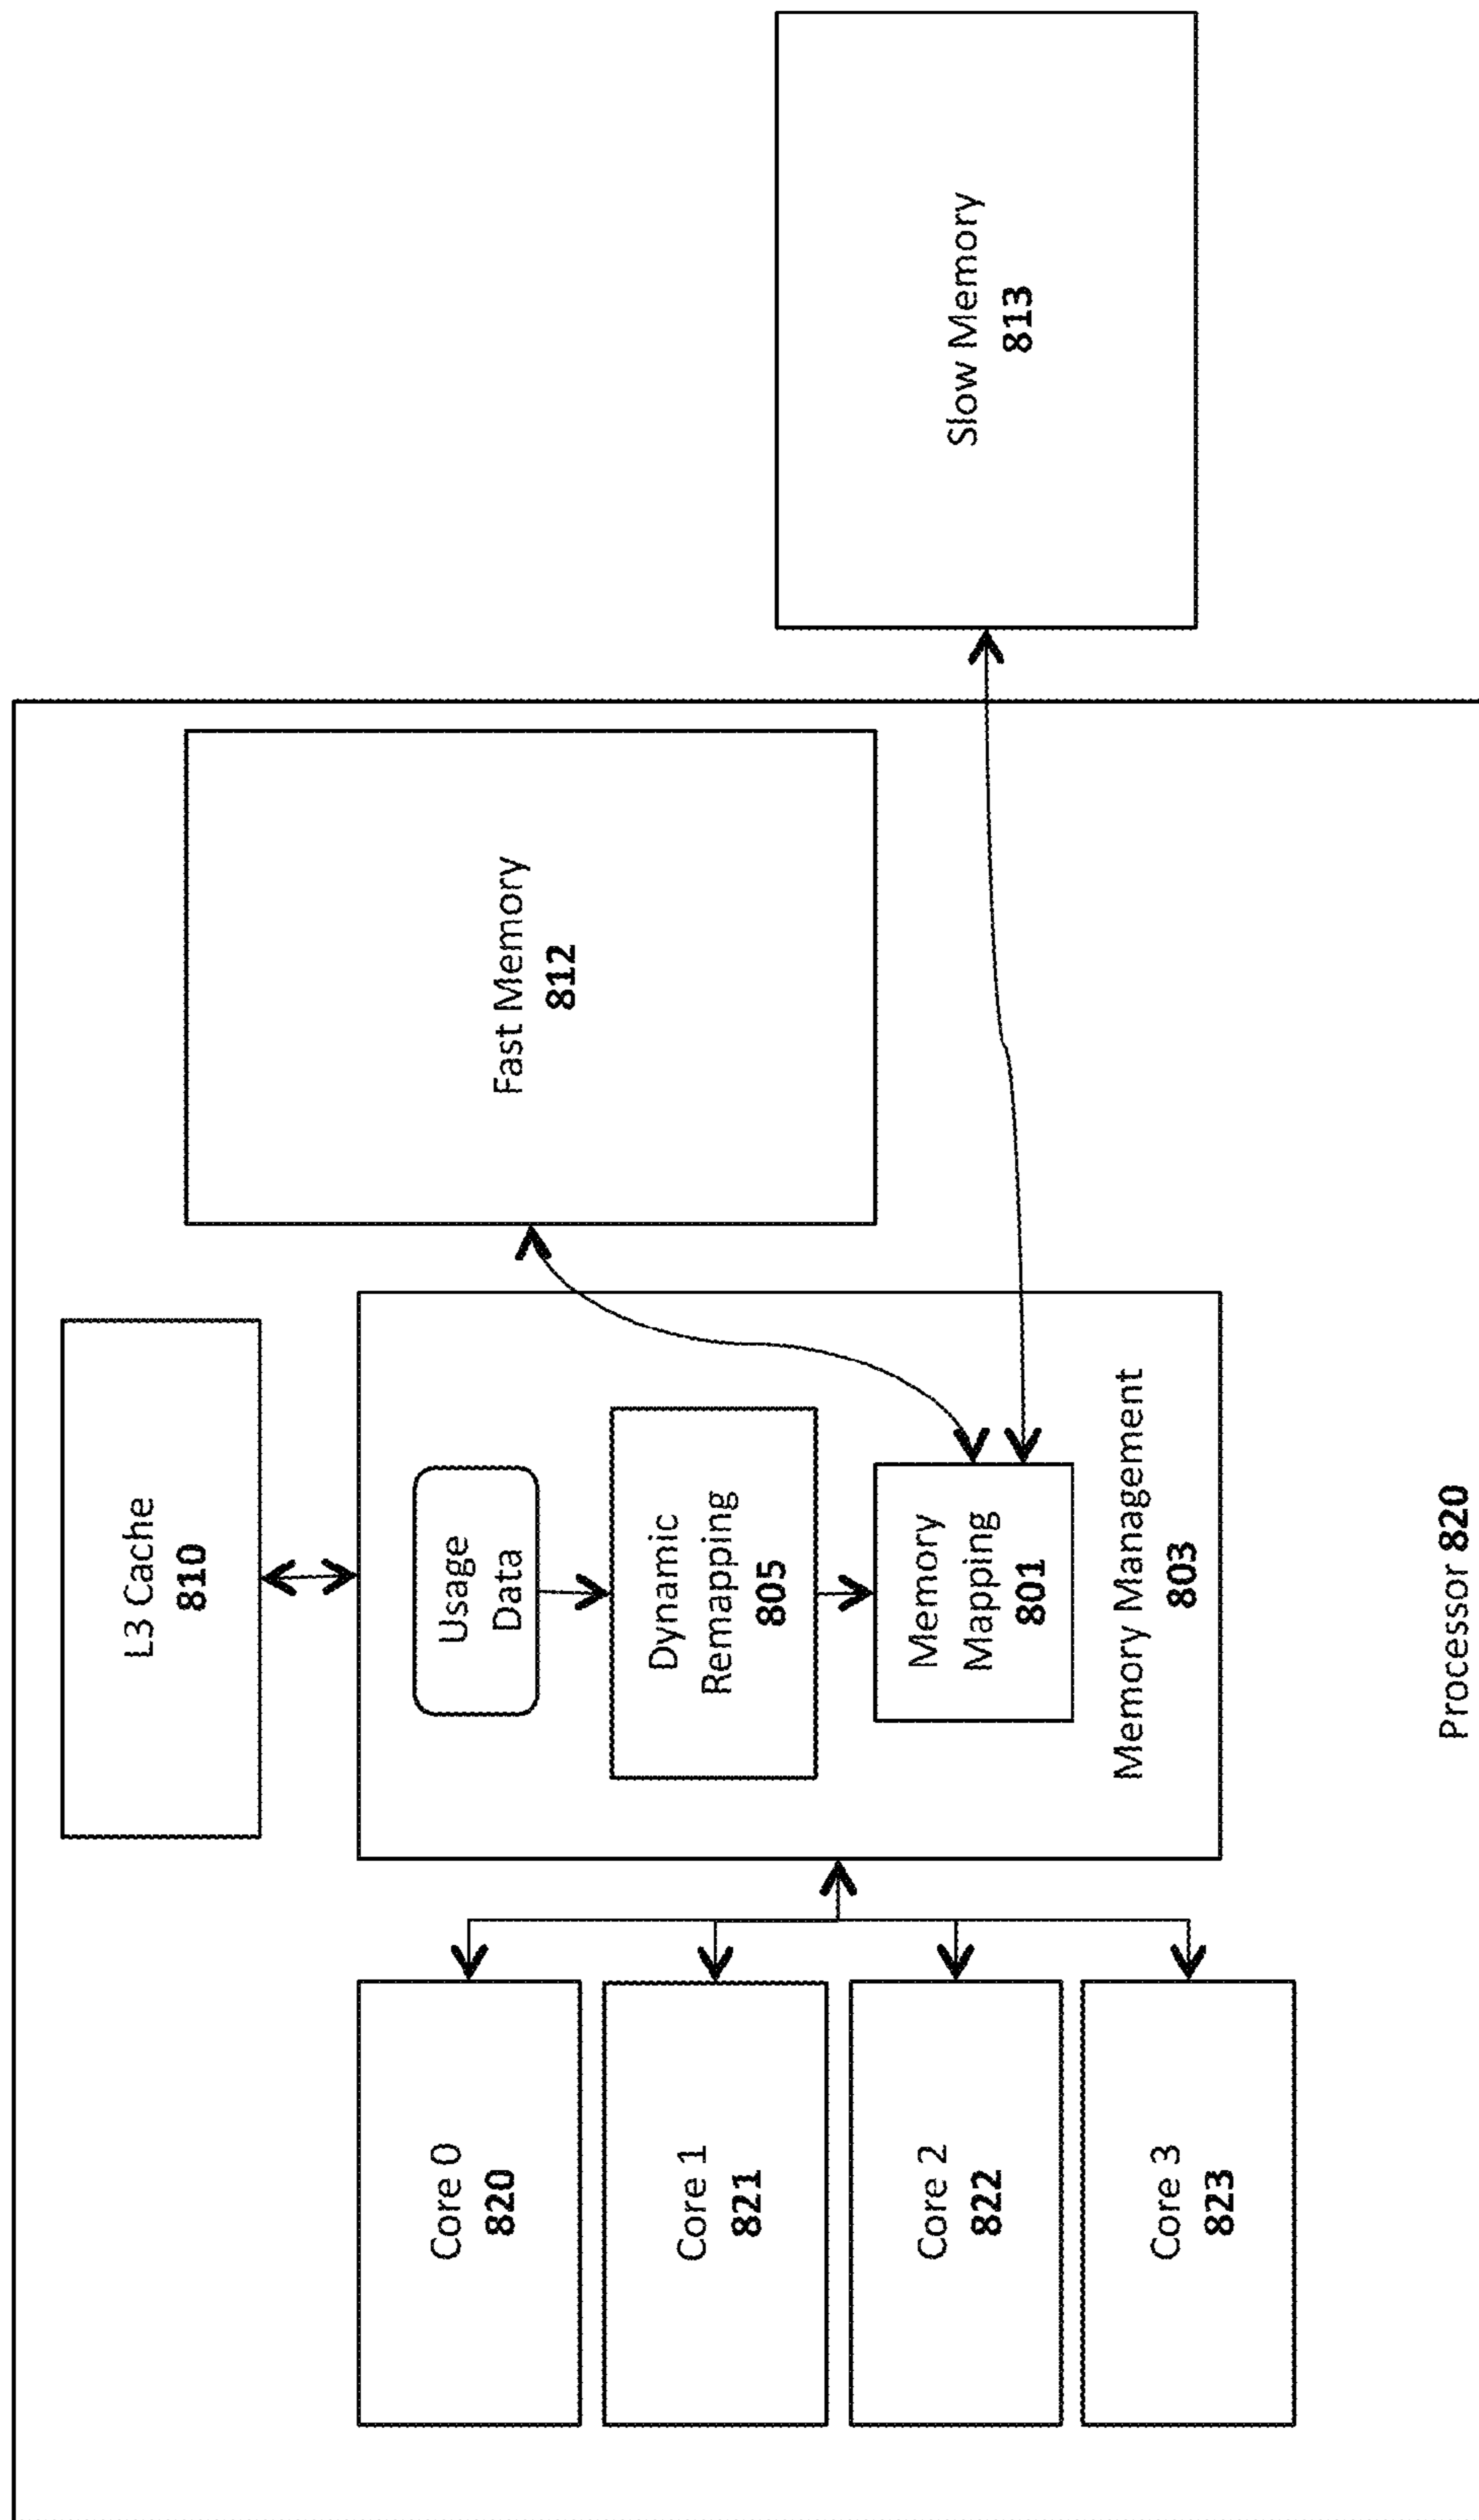 L3 Cache
810
Core 0
820
Core 1
821
Core 2
822
Core 3
823
Usage
Data
Dynamic
Remapping
805
Memory
Mapping
801
Memory Management
803
Fast Memory
812
Slow Memory
813
Processor 820